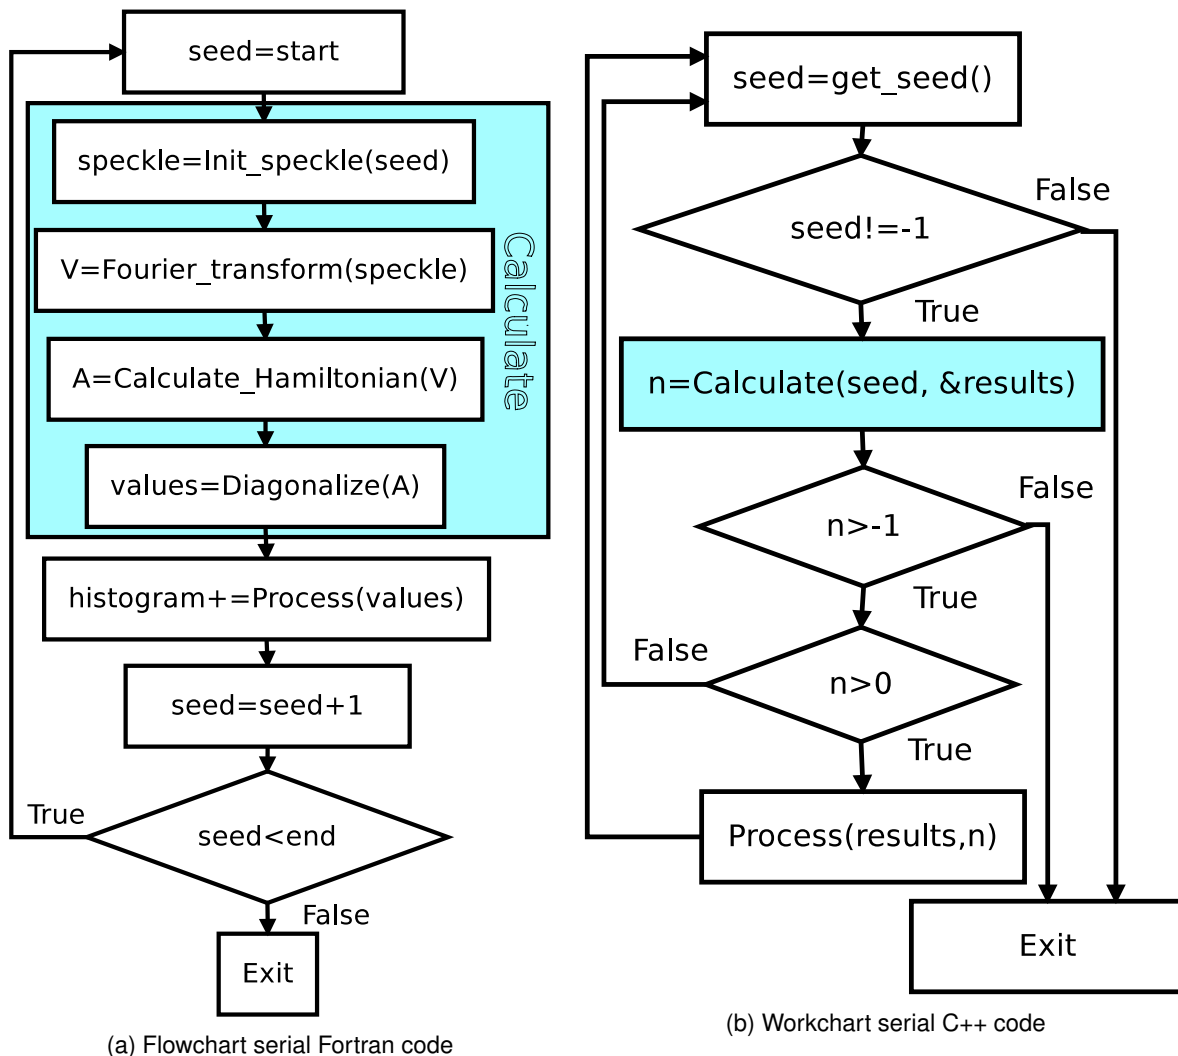 seed=start
speckle=Init_speckle(seed)
V=Fourier_transform(speckle)
A=Calculate_Hamiltonian(V)
values=Diagonalize(A)
Calculate
histogram+=Process(values)
seed=seed+1
True
seed<end
False
Exit
(a) Flowchart serial Fortran code
seed=get_seed()
False
seed!=-1
True
n=Calculate(seed, &results)
False
n>-1
True
False
n>0
True
Process(results,n)
Exit
(b) Workchart serial C++ code